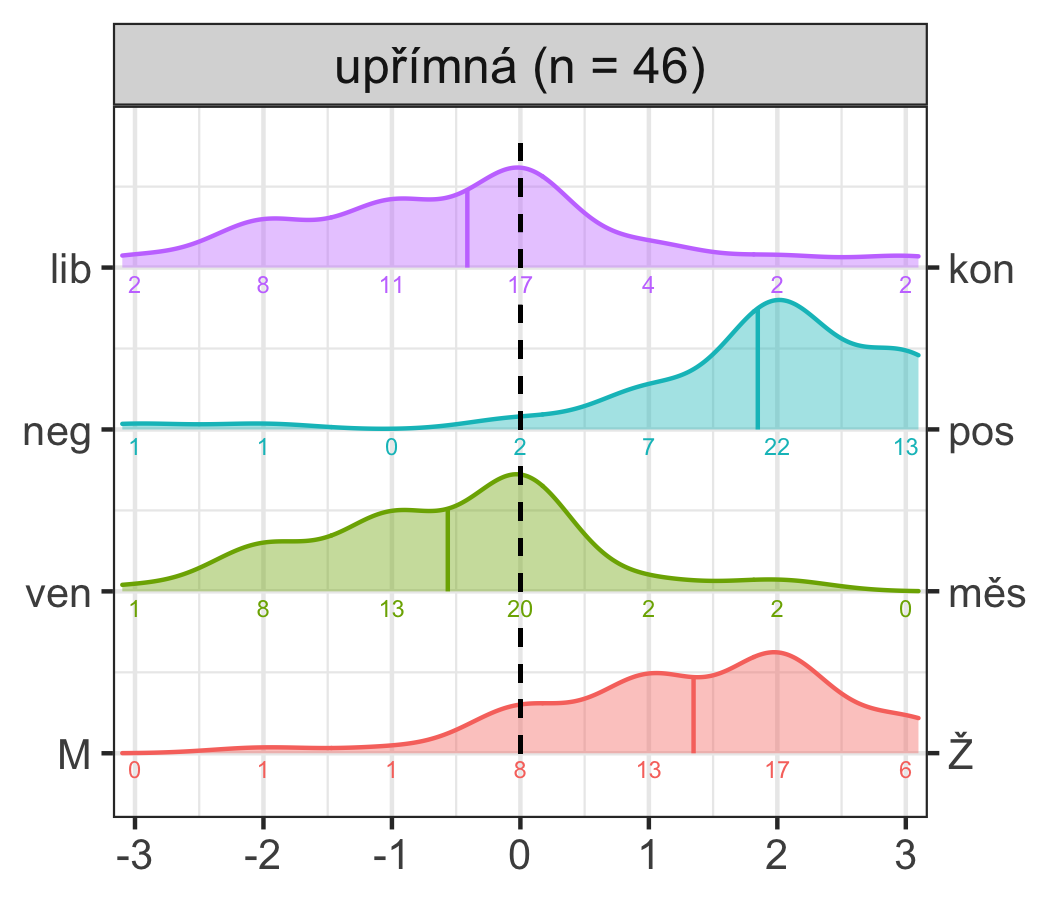 upřímná (n = 46)
lib kon
2 8 11 17 4 2 2
neg pos
1 1 0 2 7 22 13
ven měs
1 8 13 20 2 2 0
M Ž
0 1 1 8 13 17 6
-3 -2 -1 0 1 2 3